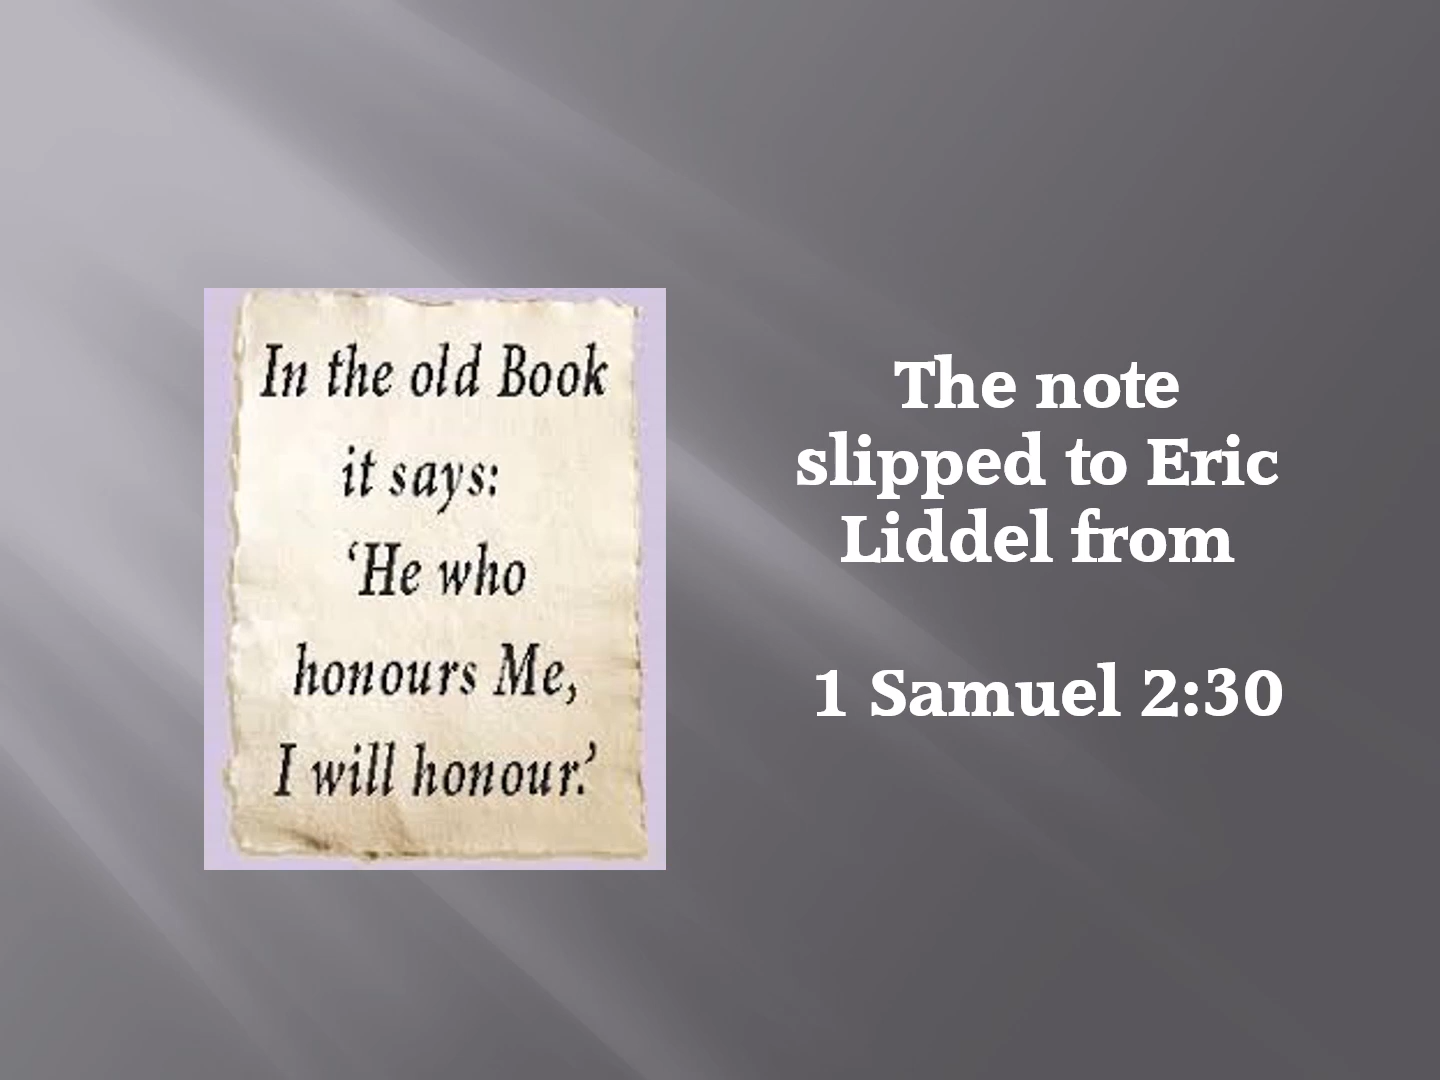 In the old Book
it says:
‘He who
honours Me,
I will honour.’
The note
slipped to Eric
Liddel from
1 Samuel 2:30